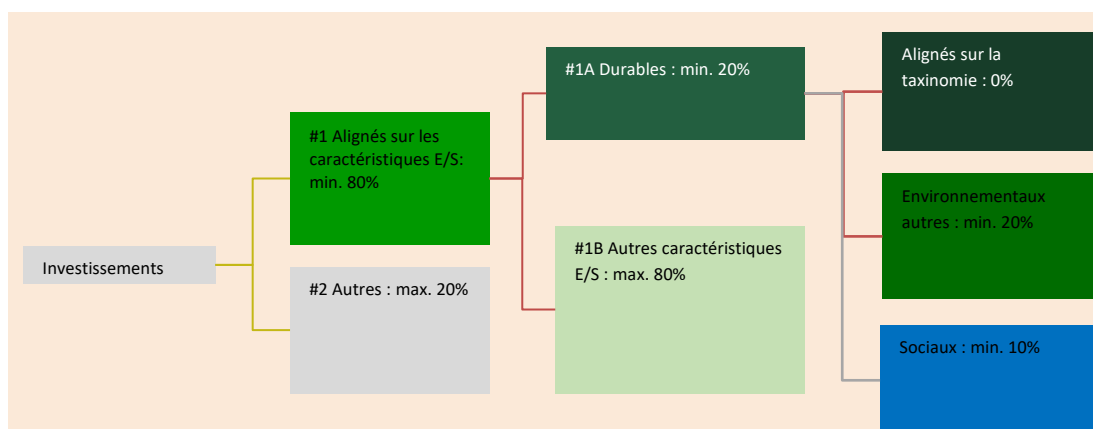 Investissements
#1 Alignés sur les
caractéristiques E/S:
min. 80%
#2 Autres : max. 20%
#1A Durables : min. 20%
#1B Autres caractéristiques
E/S : max. 80%
Alignés sur la
taxinomie : 0%
Environnementaux
autres : min. 20%
Sociaux : min. 10%